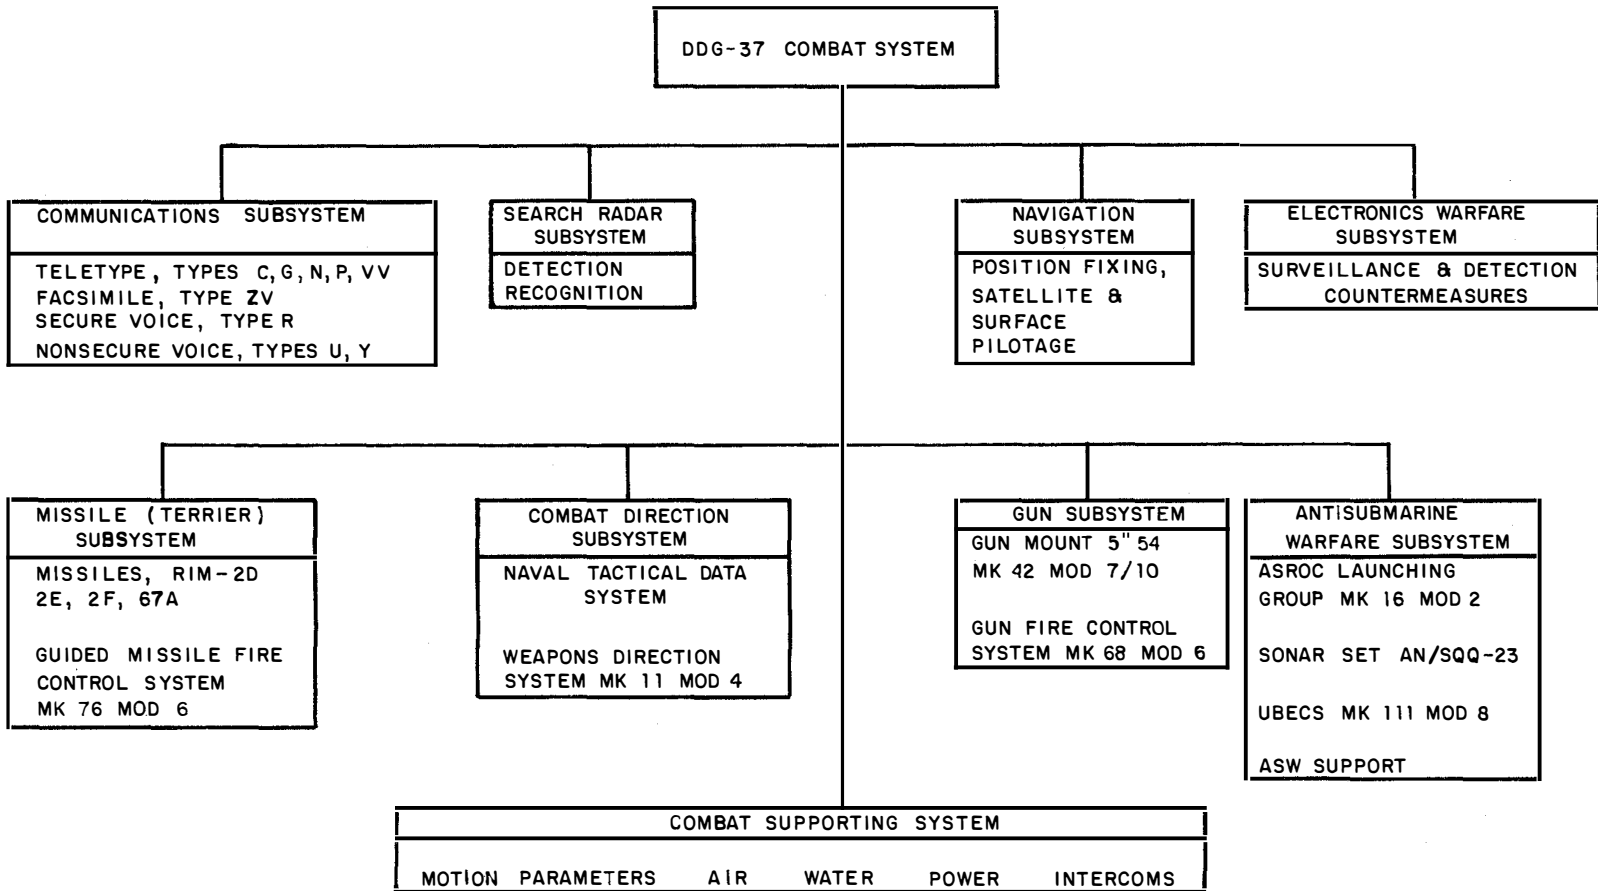 DDG-37 COMBAT SYSTEM
COMMUNICATIONS SUBSYSTEM
TELETYPE, TYPES C, G, N, P, VV
FACSIMILE, TYPE ZV
SECURE VOICE, TYPE R
NONSECURE VOICE, TYPES U, Y
SEARCH RADAR
SUBSYSTEM
DETECTION
RECOGNITION
NAVIGATION
SUBSYSTEM
POSITION FIXING,
SATELLITE &
SURFACE
PILOTAGE
ELECTRONICS WARFARE
SUBSYSTEM
SURVEILLANCE & DETECTION
COUNTERMEASURES
MISSILE (TERRIER)
SUBSYSTEM
MISSILES, RIM-2D
2E, 2F, 67A
GUIDED MISSILE FIRE
CONTROL SYSTEM
MK 76 MOD 6
COMBAT DIRECTION
SUBSYSTEM
NAVAL TACTICAL DATA
SYSTEM
WEAPONS DIRECTION
SYSTEM MK 11 MOD 4
GUN SUBSYSTEM
GUN MOUNT 5" 54
MK 42 MOD 7/10
GUN FIRE CONTROL
SYSTEM MK 68 MOD 6
ANTISUBMARINE
WARFARE SUBSYSTEM
ASROC LAUNCHING
GROUP MK 16 MOD 2
SONAR SET AN/SQQ-23
UBECS MK 111 MOD 8
ASW SUPPORT
COMBAT SUPPORTING SYSTEM
MOTION PARAMETERS AIR WATER POWER INTERCOMS